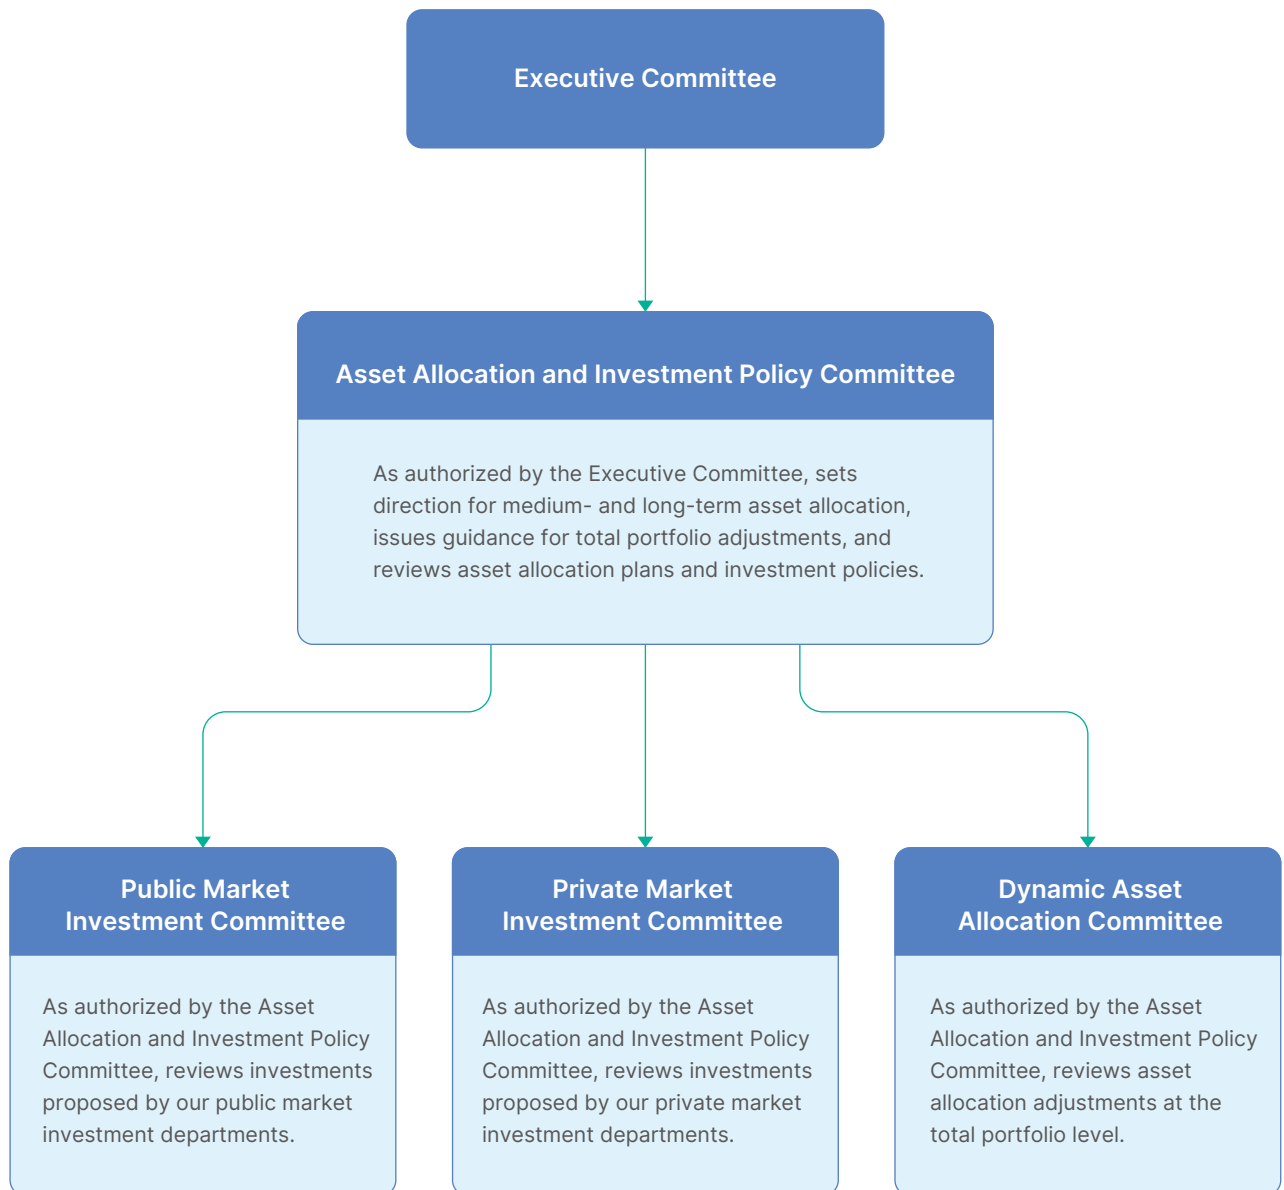 Executive Committee
Asset Allocation and Investment Policy Committee
As authorized by the Executive Committee, sets
direction for medium- and long-term asset allocation,
issues guidance for total portfolio adjustments, and
reviews asset allocation plans and investment policies.
Public Market
Investment Committee
As authorized by the Asset
Allocation and Investment Policy
Committee, reviews investments
proposed by our public market
investment departments.
Private Market
Investment Committee
As authorized by the Asset
Allocation and Investment Policy
Committee, reviews investments
proposed by our private market
investment departments.
Dynamic Asset
Allocation Committee
As authorized by the Asset
Allocation and Investment Policy
Committee, reviews asset
allocation adjustments at the
total portfolio level.